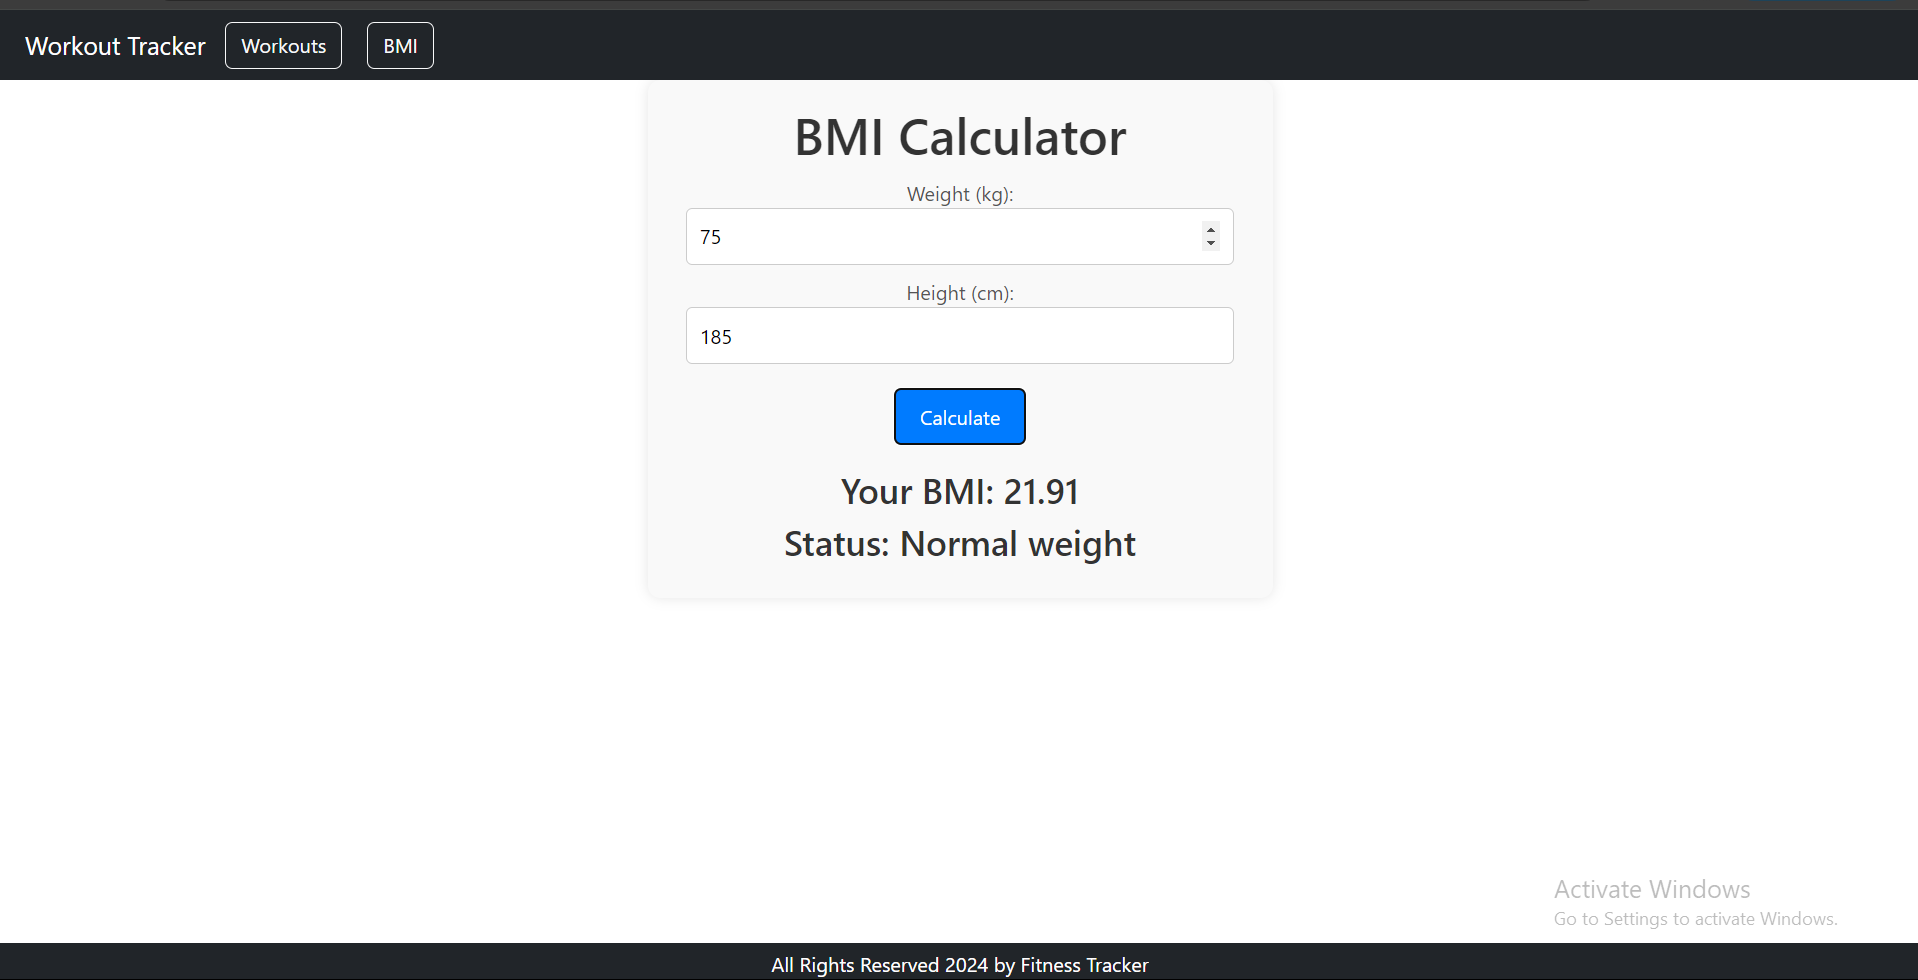 Workout Tracker Workouts BMI
BMI Calculator
Weight (kg):
75
Height (cm):
185
Calculate
Your BMI: 21.91
Status: Normal weight
Activate Windows
Go to Settings to activate Windows.
All Rights Reserved 2024 by Fitness Tracker